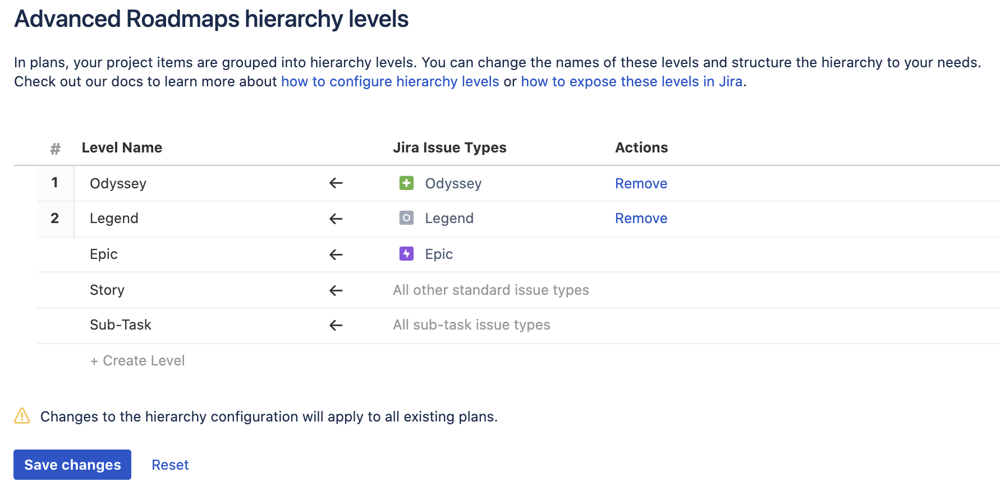 Advanced Roadmaps hierarchy levels
In plans, your project items are grouped into hierarchy levels. You can change the names of these levels and structure the hierarchy to your needs.
Check out our docs to learn more about how to configure hierarchy levels or how to expose these levels in Jira.
# Level Name Jira Issue Types Actions
1 Odyssey ← Odyssey Remove
2 Legend ← Legend Remove
Epic ← Epic
Story ← All other standard issue types
Sub-Task ← All sub-task issue types
+ Create Level
Changes to the hierarchy configuration will apply to all existing plans.
Save changes Reset